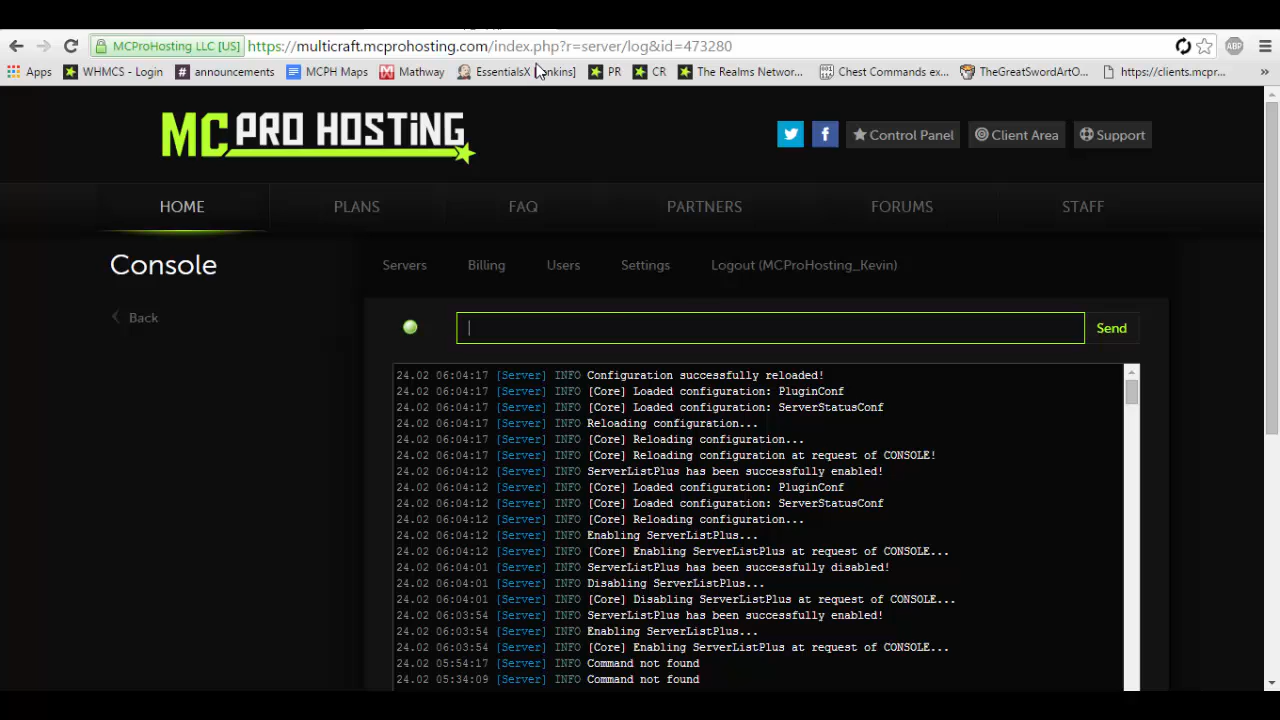 MCProHosting LLC [US] https://multicraft.mcprohosting.com/index.php?r=server/log&id=473280 ABP
Apps WHMCS - Login announcements MCPH Maps Mathway EssentialsX kins] PR CR The Realms Networ... Chest Commands ex... TheGreatSwordArtO... https://clients.mcpr... »
MC PRO HOSTING
Control Panel Client Area Support
HOME PLANS FAQ PARTNERS FORUMS STAFF
Console
Servers Billing Users Settings Logout (MCProHosting_Kevin)
Back
Send
24.02 06:04:17 [Server] INFO Configuration successfully reloaded!
24.02 06:04:17 [Server] INFO [Core] Loaded configuration: PluginConf
24.02 06:04:17 [Server] INFO [Core] Loaded configuration: ServerStatusConf
24.02 06:04:17 [Server] INFO Reloading configuration...
24.02 06:04:17 [Server] INFO [Core] Reloading configuration...
24.02 06:04:17 [Server] INFO [Core] Reloading configuration at request of CONSOLE!
24.02 06:04:12 [Server] INFO ServerListPlus has been successfully enabled!
24.02 06:04:12 [Server] INFO [Core] Loaded configuration: PluginConf
24.02 06:04:12 [Server] INFO [Core] Loaded configuration: ServerStatusConf
24.02 06:04:12 [Server] INFO [Core] Reloading configuration...
24.02 06:04:12 [Server] INFO Enabling ServerListPlus...
24.02 06:04:12 [Server] INFO [Core] Enabling ServerListPlus at request of CONSOLE...
24.02 06:04:01 [Server] INFO ServerListPlus has been successfully disabled!
24.02 06:04:01 [Server] INFO Disabling ServerListPlus...
24.02 06:04:01 [Server] INFO [Core] Disabling ServerListPlus at request of CONSOLE...
24.02 06:03:54 [Server] INFO ServerListPlus has been successfully enabled!
24.02 06:03:54 [Server] INFO Enabling ServerListPlus...
24.02 06:03:54 [Server] INFO [Core] Enabling ServerListPlus at request of CONSOLE...
24.02 05:54:17 [Server] INFO Command not found
24.02 05:34:09 [Server] INFO Command not found